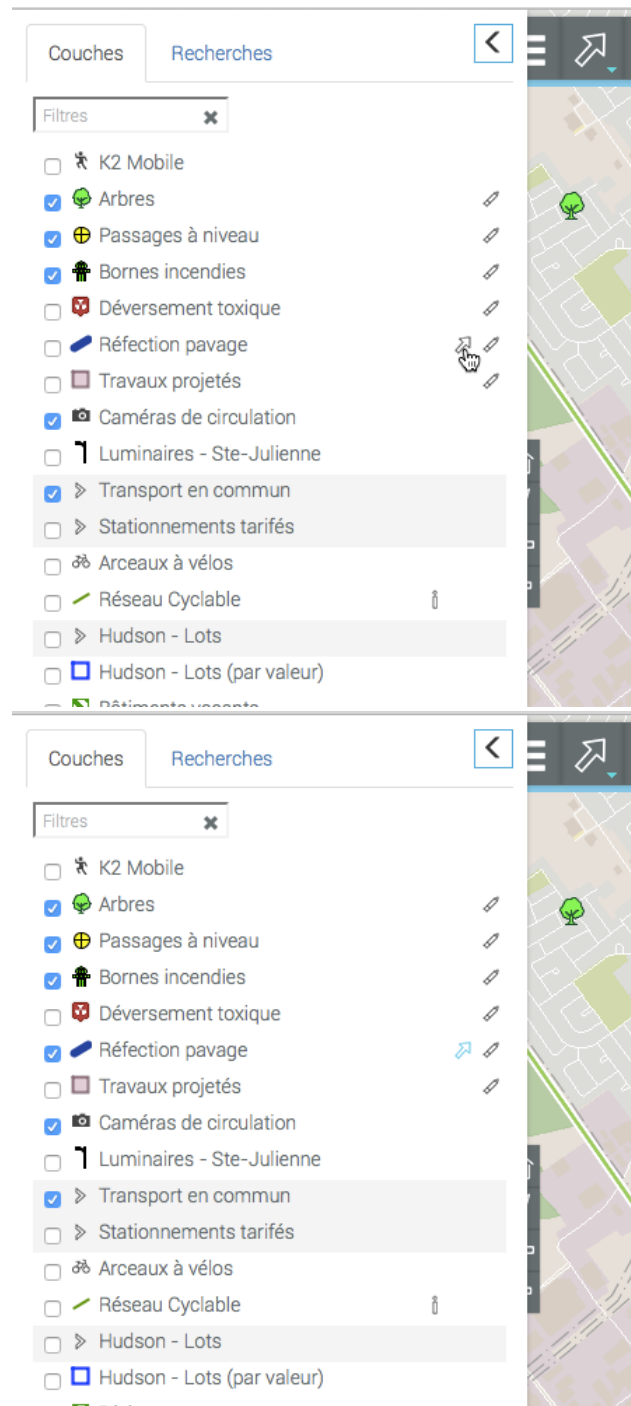 Couches Recherches
Filtres
K2 Mobile
Arbres
Passages à niveau
Bornes incendies
Déversement toxique
Réfection pavage
Travaux projetés
Caméras de circulation
Luminaires - Ste-Julienne
Transport en commun
Stationnements tarifés
Arceaux à vélos
Réseau Cyclable
Hudson - Lots
Hudson - Lots (par valeur)
Bâtiments vacants
Couches Recherches
Filtres
K2 Mobile
Arbres
Passages à niveau
Bornes incendies
Déversement toxique
Réfection pavage
Travaux projetés
Caméras de circulation
Luminaires - Ste-Julienne
Transport en commun
Stationnements tarifés
Arceaux à vélos
Réseau Cyclable
Hudson - Lots
Hudson - Lots (par valeur)